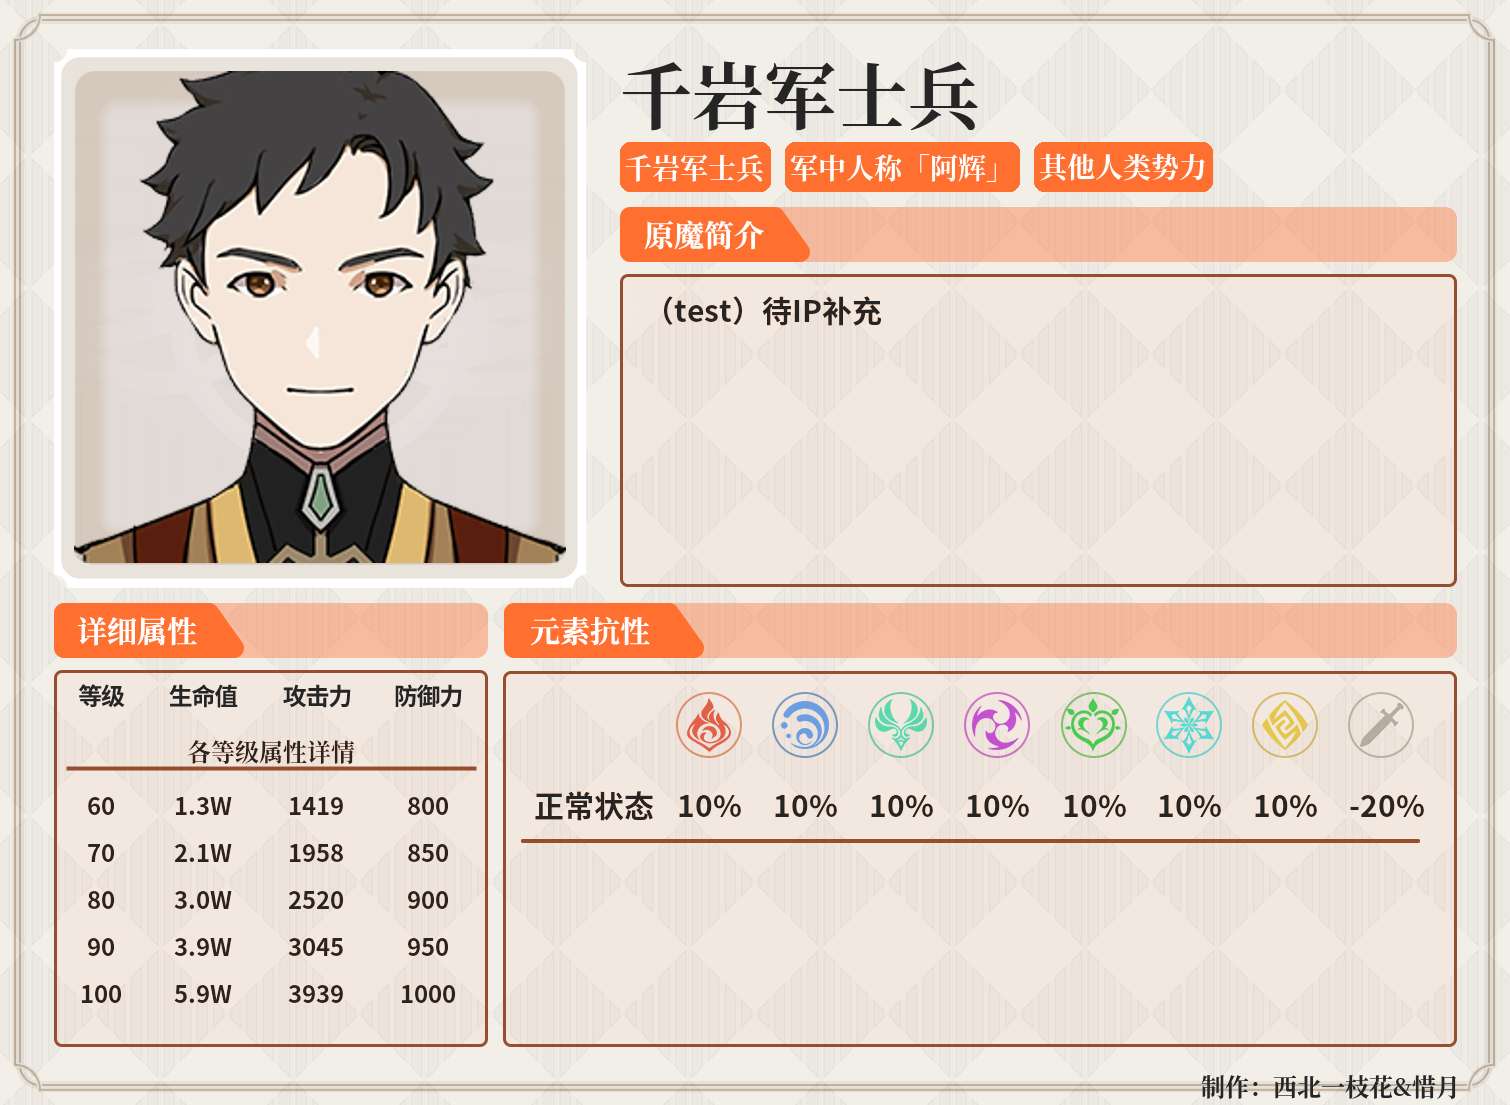 千岩军士兵
千岩军士兵 军中人称「阿辉」 其他人类势力
原魔简介
（test）待IP补充
详细属性
等级 生命值 攻击力 防御力
各等级属性详情
60 1.3W 1419 800
70 2.1W 1958 850
80 3.0W 2520 900
90 3.9W 3045 950
100 5.9W 3939 1000
元素抗性
正常状态 10% 10% 10% 10% 10% 10% 10% -20%
制作：西北一枝花&惜月